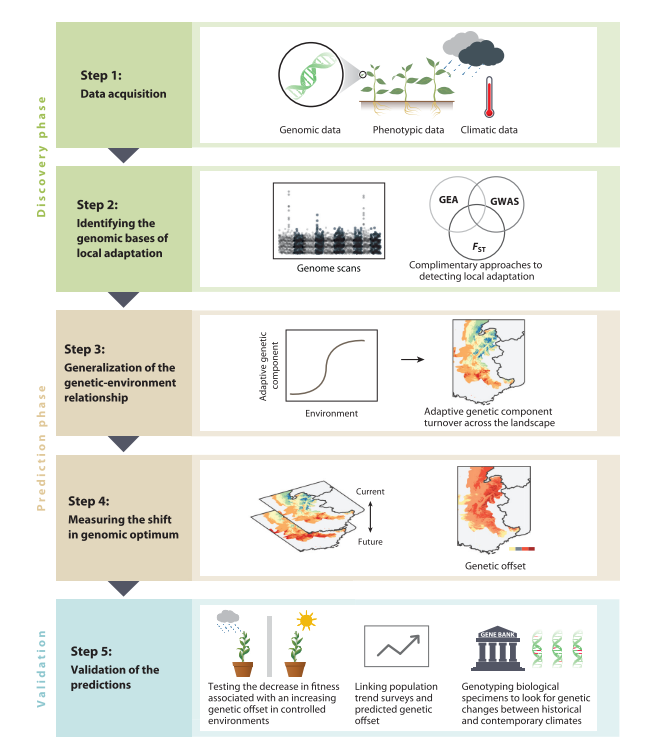 Discovery phase
Step 1:
Data acquisition
Genomic data
Phenotypic data
Climatic data
Step 2:
Identifying the
genomic bases of
local adaptation
Genome scans
GEA
GWAS
FST
Complimentary approaches to
detecting local adaptation
Prediction phase
Step 3:
Generalization of the
genetic-environment
relationship
Adaptive genetic
component
Environment
Adaptive genetic component
turnover across the landscape
Step 4:
Measuring the shift
in genomic optimum
Current
Future
Genetic offset
Validation
Step 5:
Validation of the
predictions
Testing the decrease in fitness
associated with an increasing
genetic offset in controlled
environments
Linking population
trend surveys and
predicted genetic
offset
GENE BANK
Genotyping biological
specimens to look for genetic
changes between historical
and contemporary climates